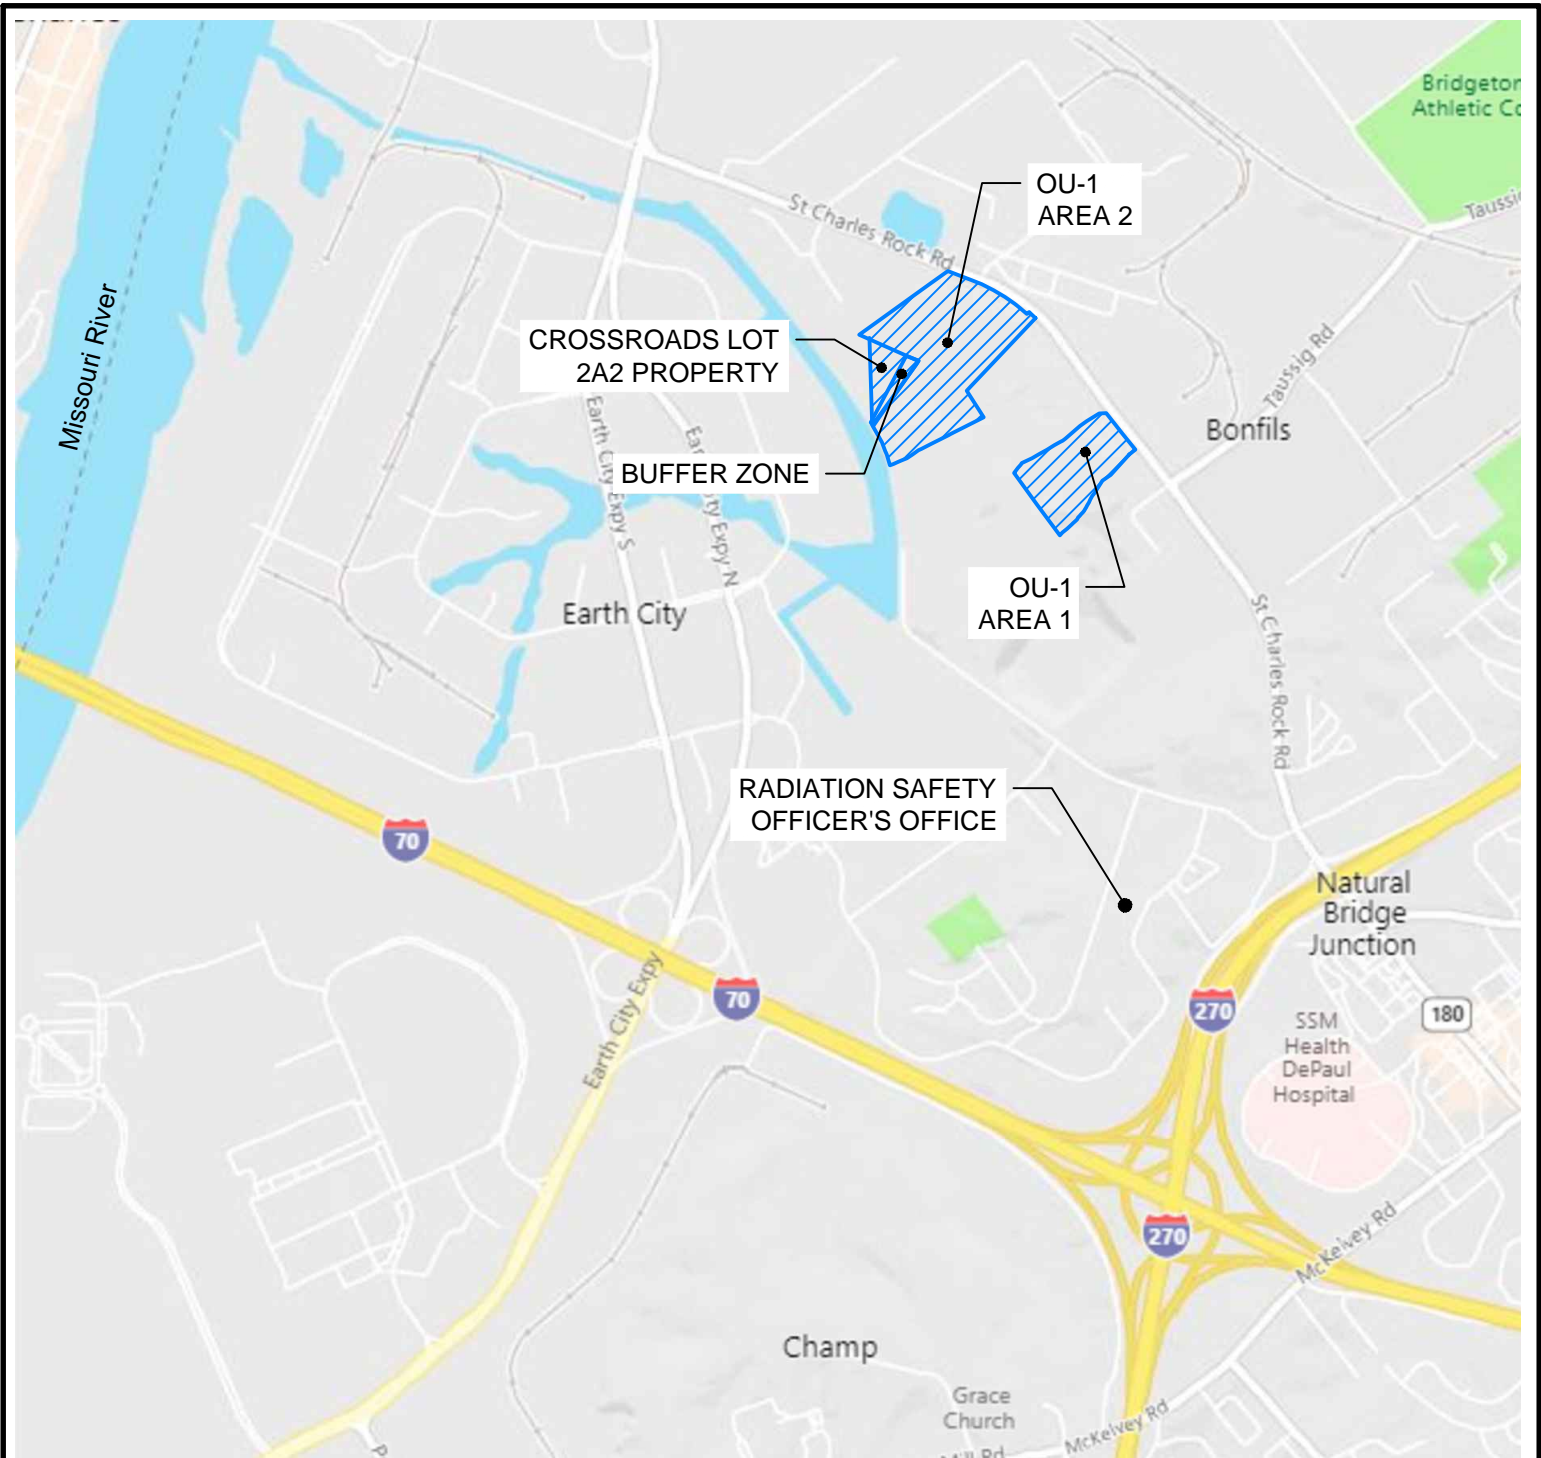 Bridgeton
Athletic Co
OU-1
AREA 2
St Charles Rock Rd
Taussig
CROSSROADS LOT
2A2 PROPERTY
Missouri River
Taussig Rd
Bonfils
Earth City Expy S
Earth City Expy N
BUFFER ZONE
OU-1
AREA 1
Earth City
St Charles Rock Rd
RADIATION SAFETY
OFFICER'S OFFICE
70
Natural
Bridge
Junction
70
270
180
Earth City Expy
SSM
Health
DePaul
Hospital
270
McKelvey Rd
Champ
Grace
Church
McKelvey Rd
Rd